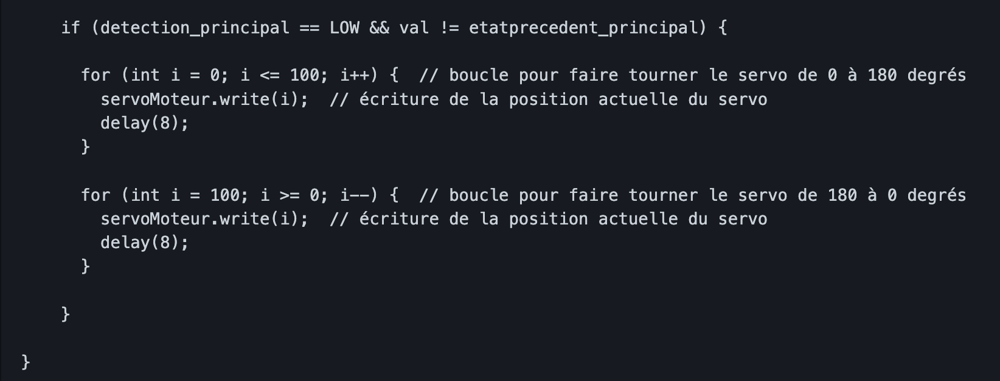 if (detection_principal == LOW && val != etatprecedent_principal) {
for (int i = 0; i <= 100; i++) {  // boucle pour faire tourner le servo de 0 à 180 degrés
servoMoteur.write(i);  // écriture de la position actuelle du servo
delay(8);
}
for (int i = 100; i >= 0; i--) {  // boucle pour faire tourner le servo de 180 à 0 degrés
servoMoteur.write(i);  // écriture de la position actuelle du servo
delay(8);
}
}
}